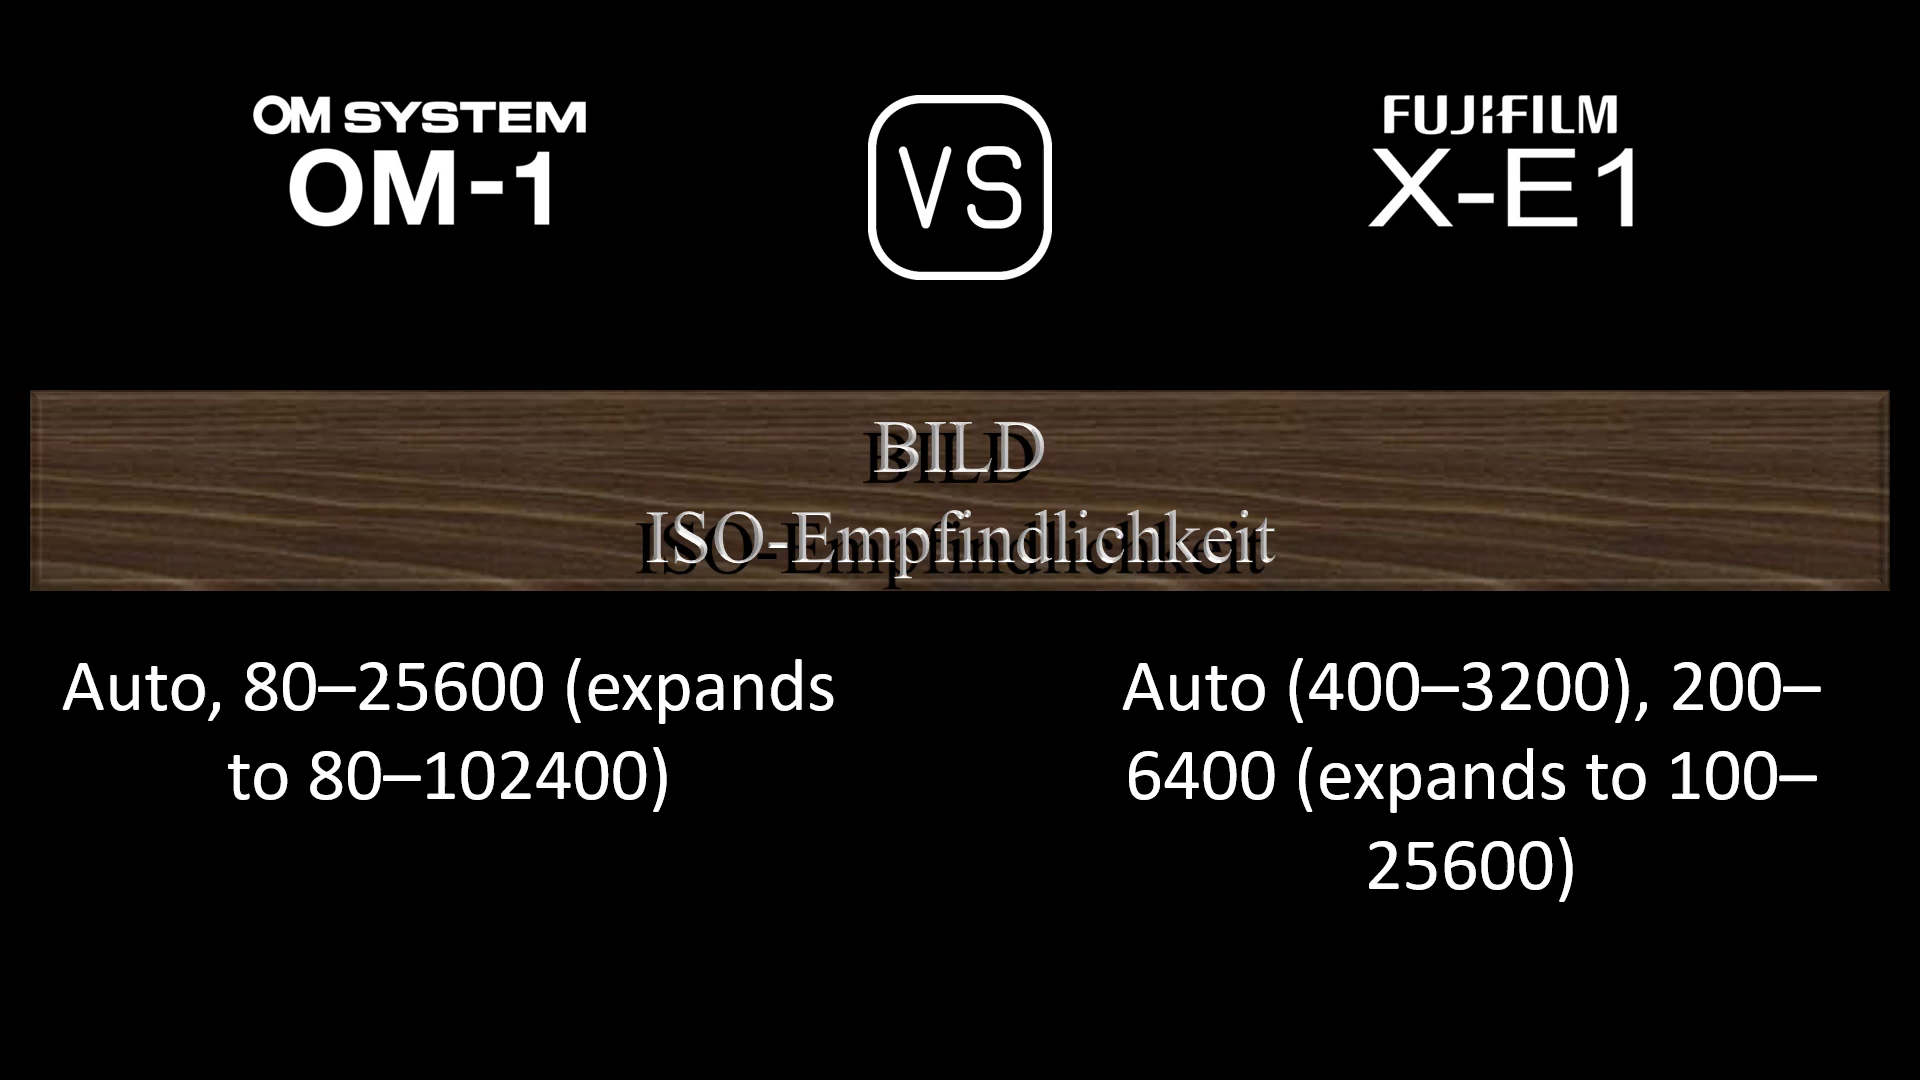 OM SYSTEM
OM-1
VS
FUJIFILM
X-E1
BILD
ISO-Empfindlichkeit
Auto, 80–25600 (expands
to 80–102400)
Auto (400–3200), 200–
6400 (expands to 100–
25600)